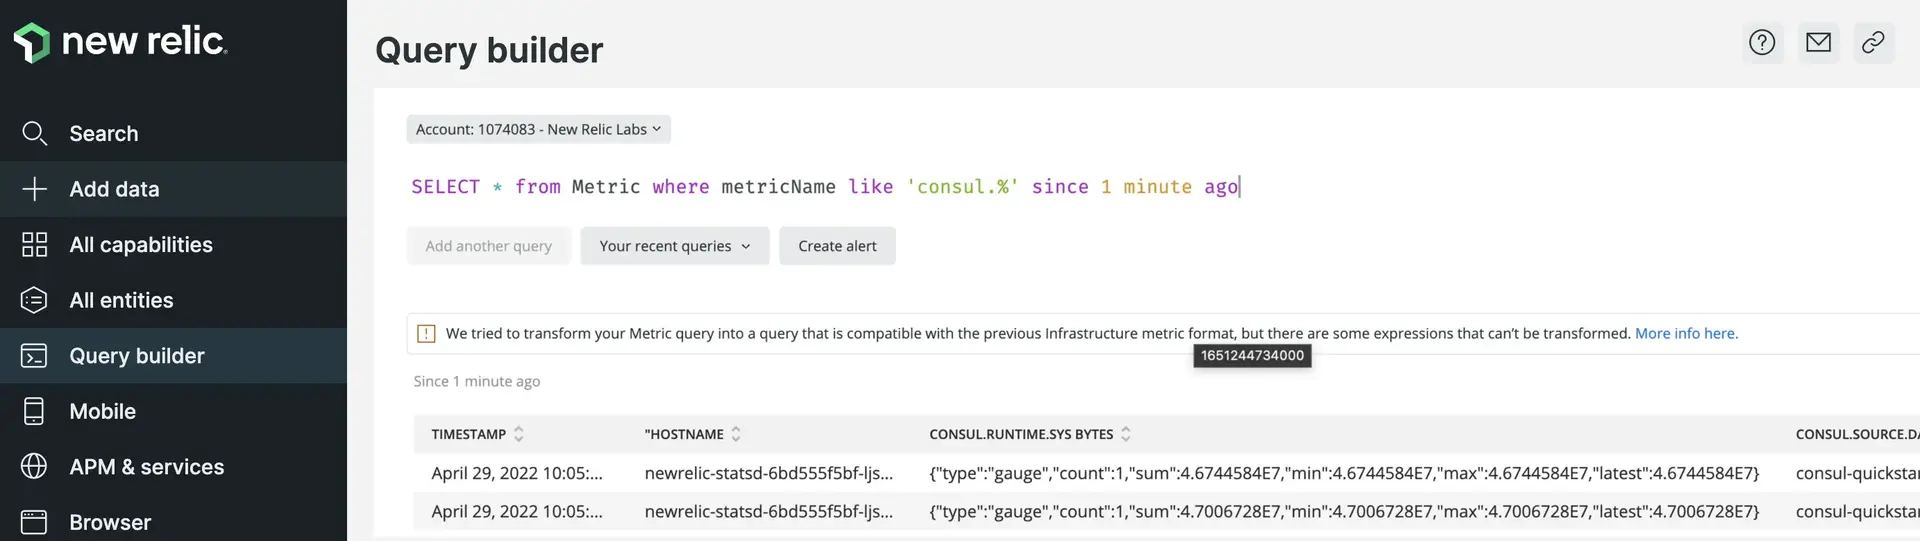 new relic.
Query builder
Search
Add data
All capabilities
All entities
Query builder
Mobile
APM & services
Browser
Account: 1074083 - New Relic Labs
SELECT * from Metric where metricName like 'consul.%' since 1 minute ago
Add another query
Your recent queries
Create alert
We tried to transform your Metric query into a query that is compatible with the previous Infrastructure metric format, but there are some expressions that can't be transformed. More info here.
1651244734000
Since 1 minute ago
TIMESTAMP "HOSTNAME CONSUL.RUNTIME.SYS BYTES CONSUL.SOURCE.DA
April 29, 2022 10:05:... newrelic-statsd-6bd555f5bf-ljs... {"type":"gauge","count":1,"sum":4.6744584E7,"min":4.6744584E7,"max":4.6744584E7,"latest":4.6744584E7} consul-quickstar
April 29, 2022 10:05:... newrelic-statsd-6bd555f5bf-ljs... {"type":"gauge","count":1,"sum":4.7006728E7,"min":4.7006728E7,"max":4.7006728E7,"latest":4.7006728E7} consul-quickstar